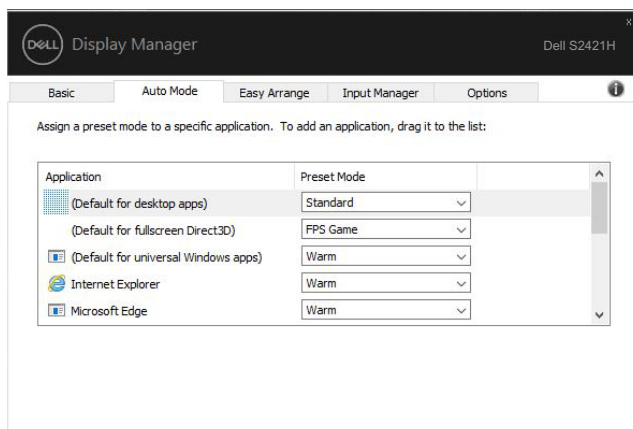 DELL Display Manager
x
Dell S2421H
Basic Auto Mode Easy Arrange Input Manager Options
i
Assign a preset mode to a specific application. To add an application, drag it to the list:
Application Preset Mode
(Default for desktop apps) Standard
(Default for fullscreen Direct3D) FPS Game
(Default for universal Windows apps) Warm
Internet Explorer Warm
Microsoft Edge Warm